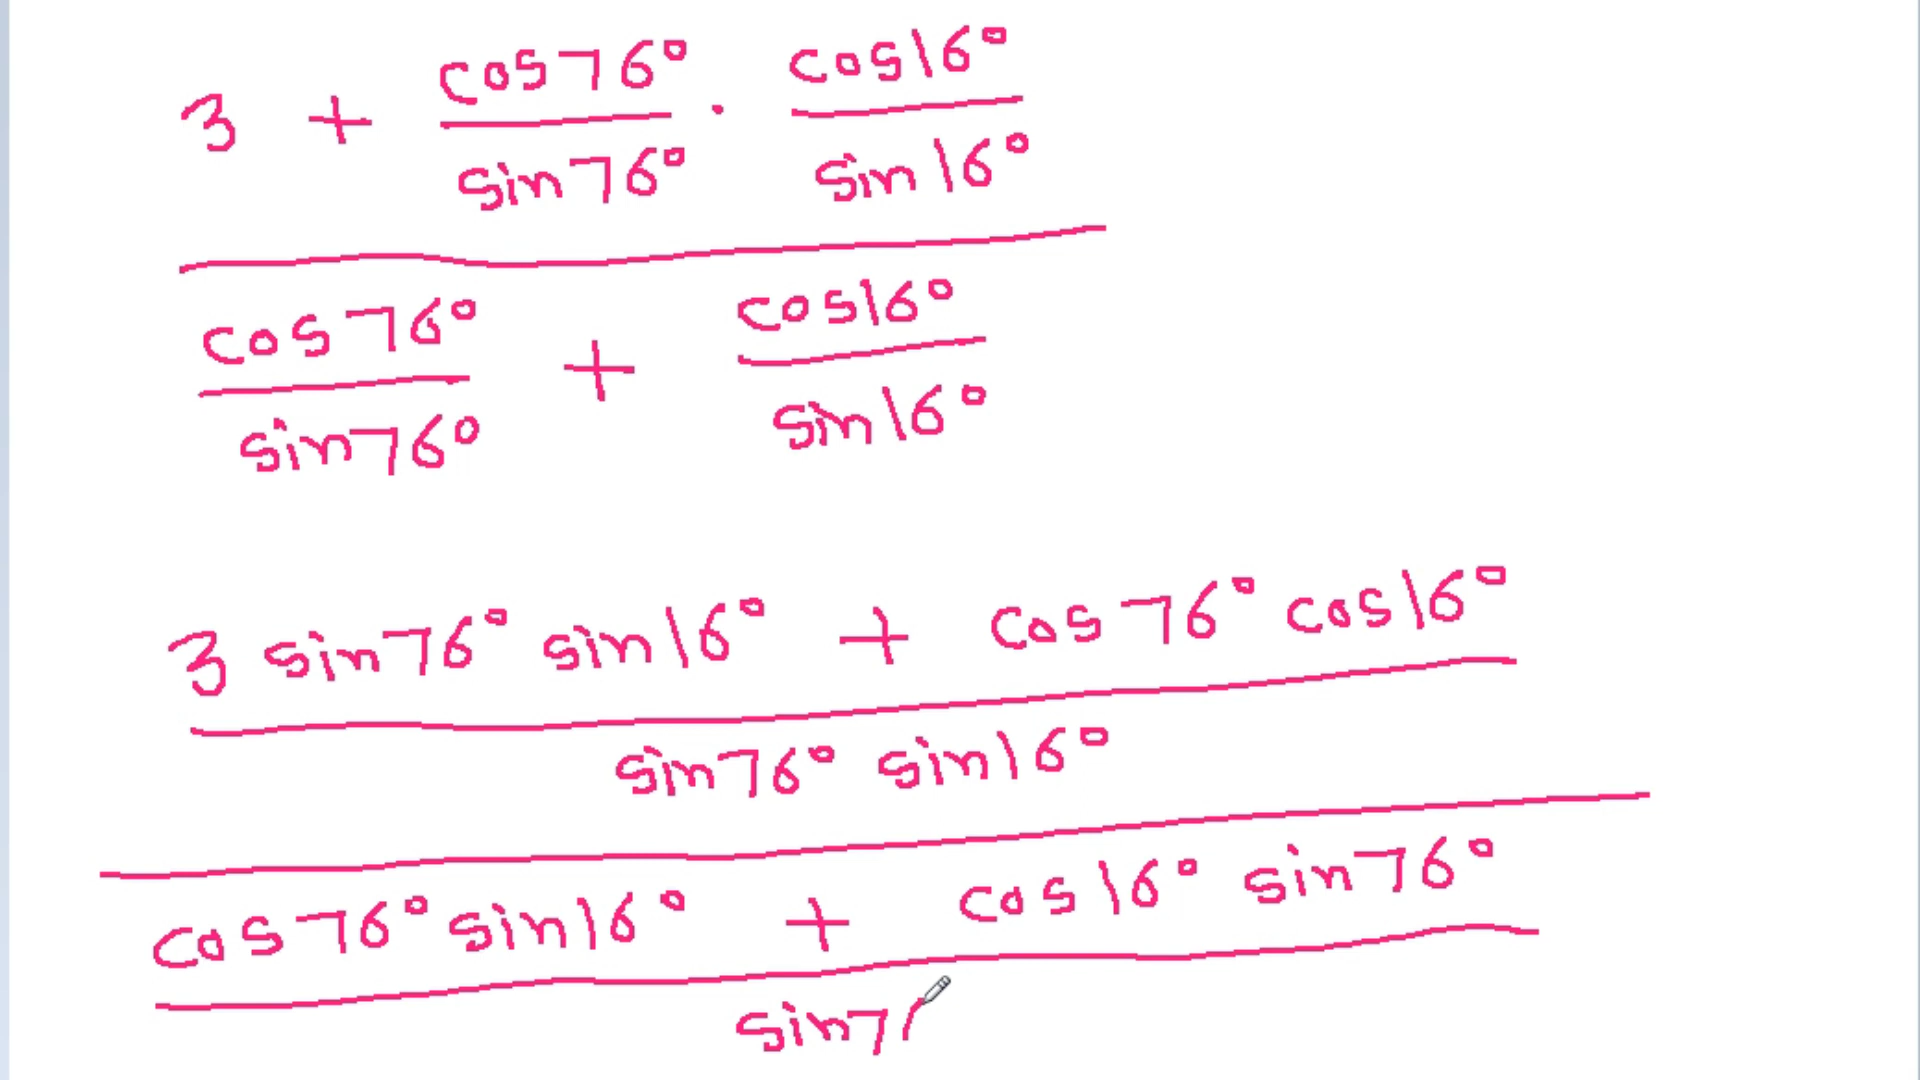 3 + cos76° . cos16°
sin76° sin16°
cos76° + cos16°
sin76° sin16°
3 sin76° sin16° + cos76° cos16°
sin76° sin16°
cos76° sin16° + cos16° sin76°
sin7